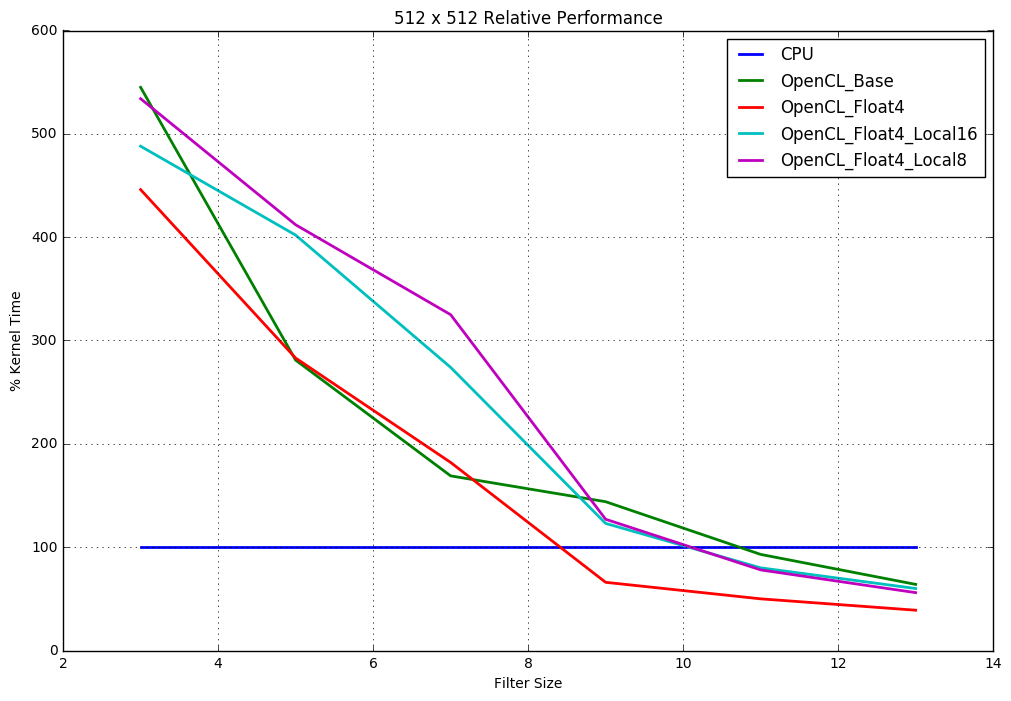 512 x 512 Relative Performance
CPU
OpenCL_Base
OpenCL_Float4
OpenCL_Float4_Local16
OpenCL_Float4_Local8
% Kernel Time
600
500
400
300
200
100
0
2 4 6 8 10 12 14
Filter Size